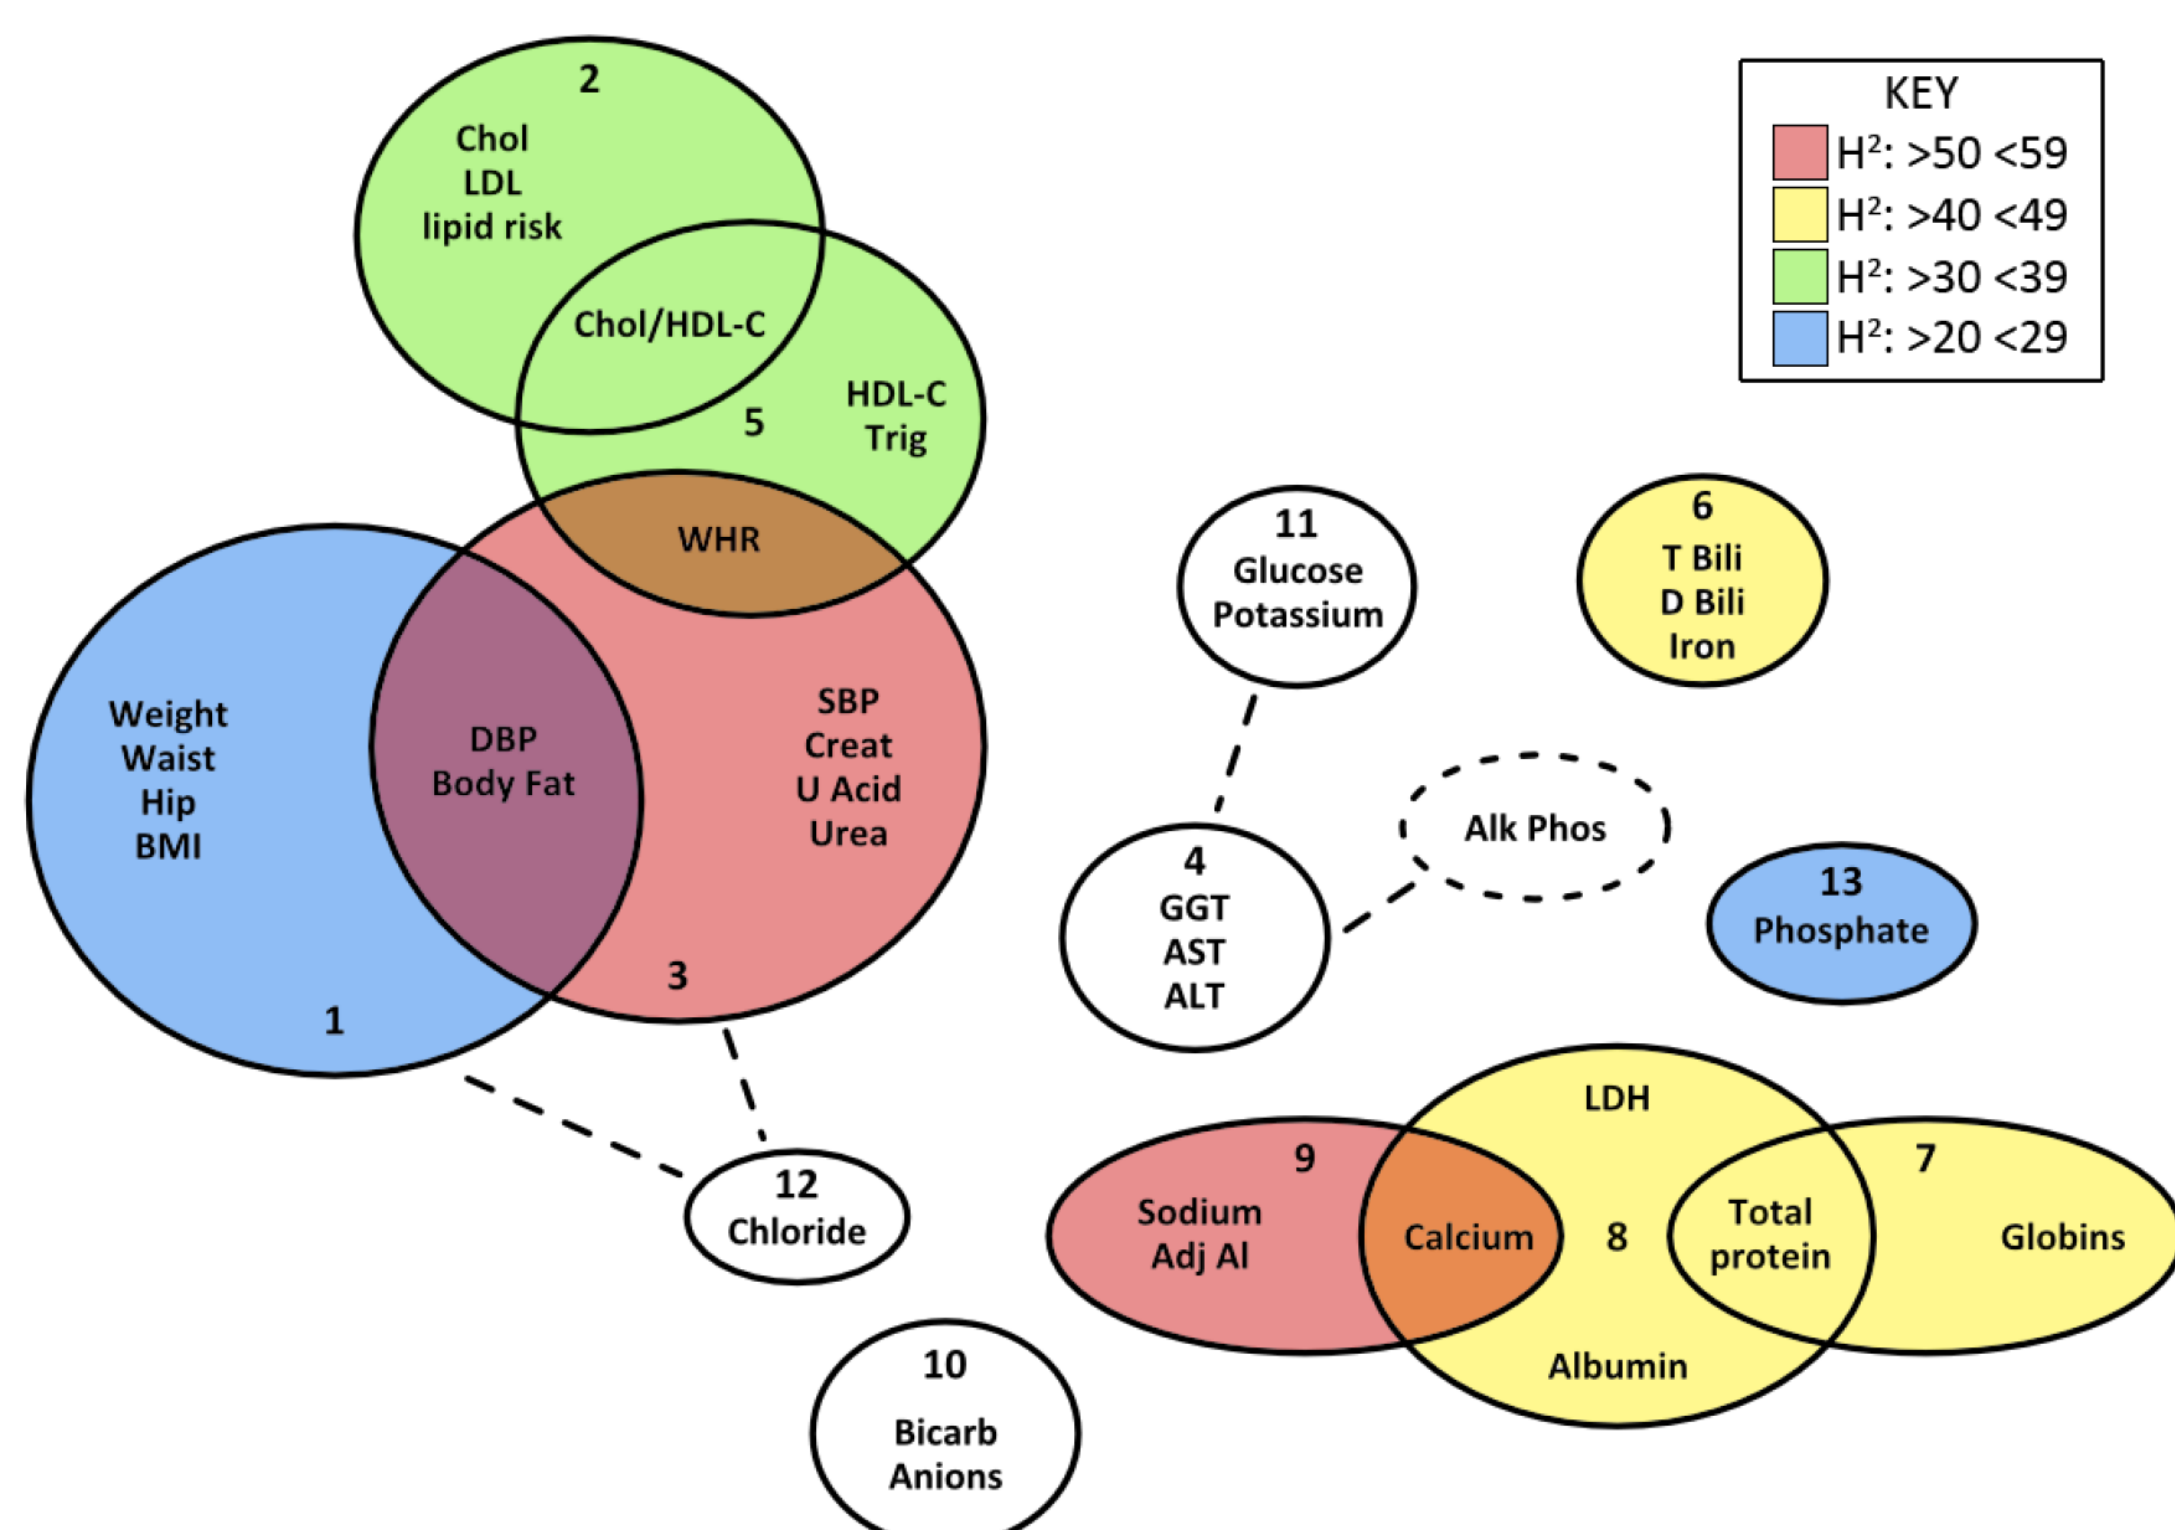 2
Chol
LDL
lipid risk
Chol/HDL-C
5
HDL-C
Trig
WHR
Weight
Waist
Hip
BMI
1
DBP
Body Fat
SBP
Creat
U Acid
Urea
3
12
Chloride
10
Bicarb
Anions
KEY
H²: >50 <59
H²: >40 <49
H²: >30 <39
H²: >20 <29
11
Glucose
Potassium
6
T Bili
D Bili
Iron
4
GGT
AST
ALT
Alk Phos
13
Phosphate
9
Sodium
Adj Al
Calcium
LDH
8
Albumin
Total
protein
7
Globins